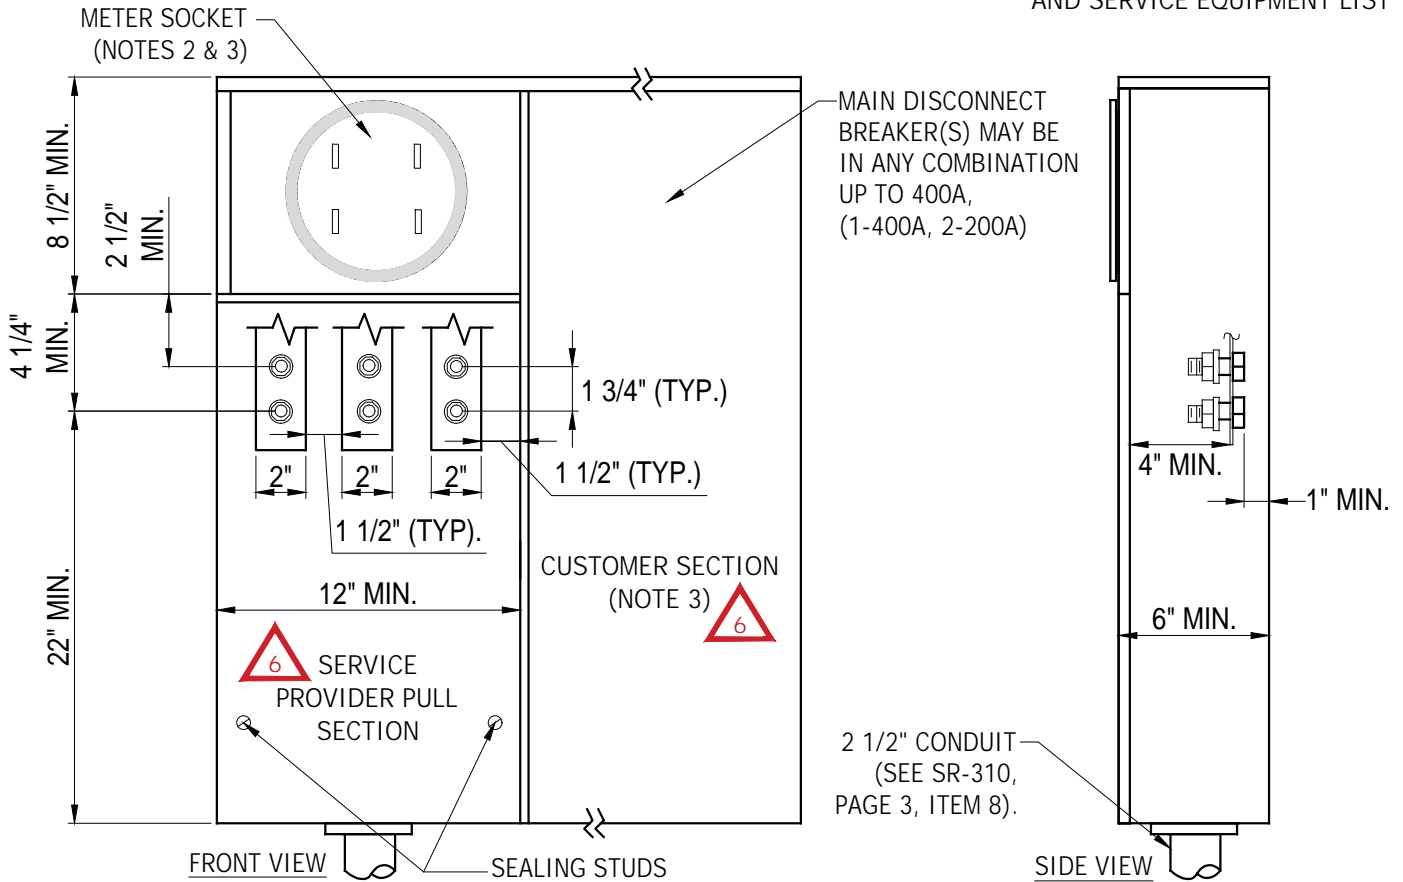 AND SERVICE EQUIPMENT LIST
METER SOCKET
(NOTES 2 & 3)
MAIN DISCONNECT
BREAKER(S) MAY BE
IN ANY COMBINATION
UP TO 400A,
(1-400A, 2-200A)
8 1/2" MIN.
2 1/2"
MIN.
4 1/4"
MIN.
22" MIN.
1 3/4" (TYP.)
2"
2"
2"
1 1/2" (TYP.)
1 1/2" (TYP).
12" MIN.
CUSTOMER SECTION
(NOTE 3)
6
6
SERVICE
PROVIDER PULL
SECTION
FRONT VIEW
SEALING STUDS
4" MIN.
1" MIN.
6" MIN.
2 1/2" CONDUIT
(SEE SR-310,
PAGE 3, ITEM 8).
SIDE VIEW